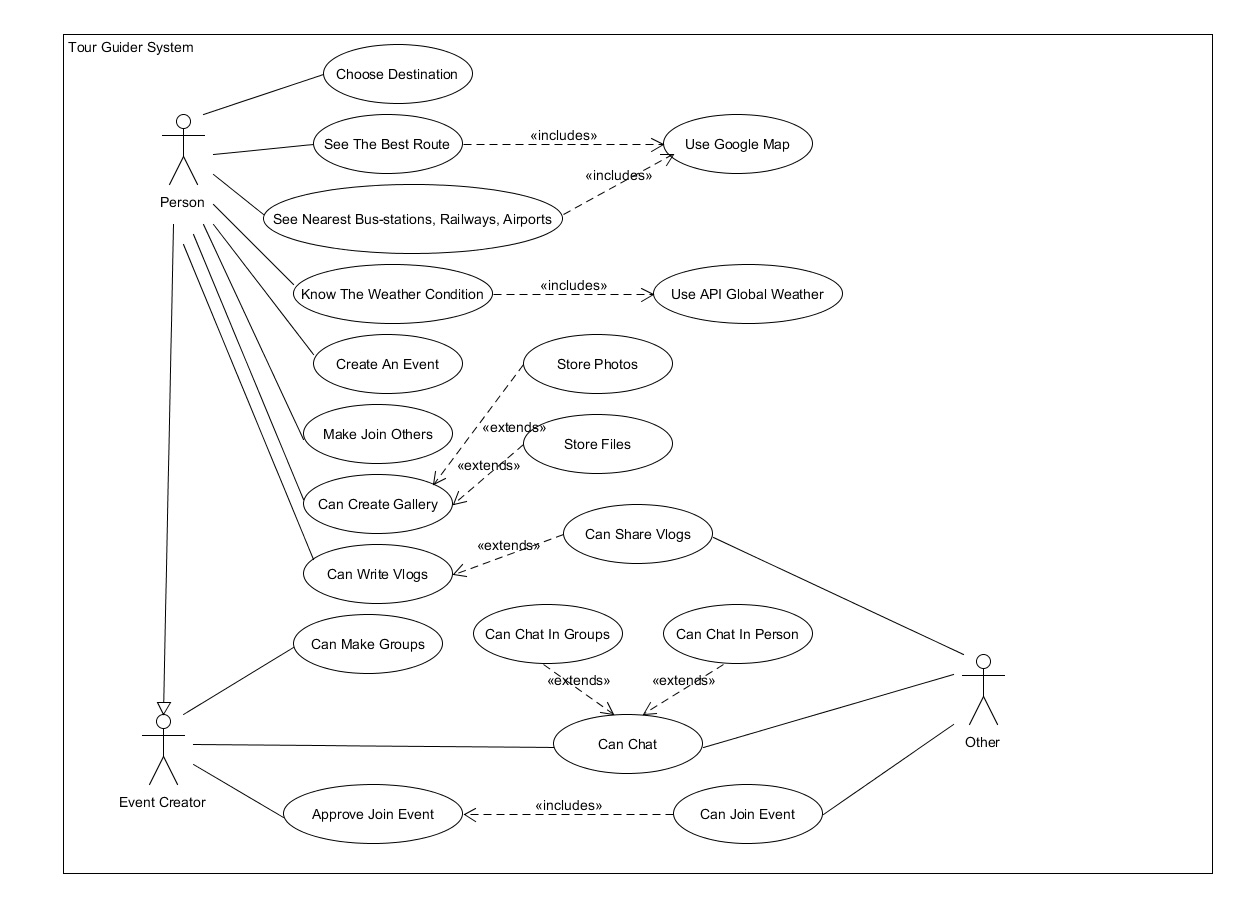 Tour Guider System
Choose Destination
See The Best Route
«includes»
Use Google Map
«includes»
Person
See Nearest Bus-stations, Railways, Airports
Know The Weather Condition
«includes»
Use API Global Weather
Create An Event
Store Photos
Make Join Others
«extends»
Store Files
«extends»
Can Create Gallery
Can Share Vlogs
«extends»
Can Write Vlogs
Can Make Groups
Can Chat In Groups
Can Chat In Person
«extends»
«extends»
Can Chat
Other
Event Creator
Approve Join Event
«includes»
Can Join Event